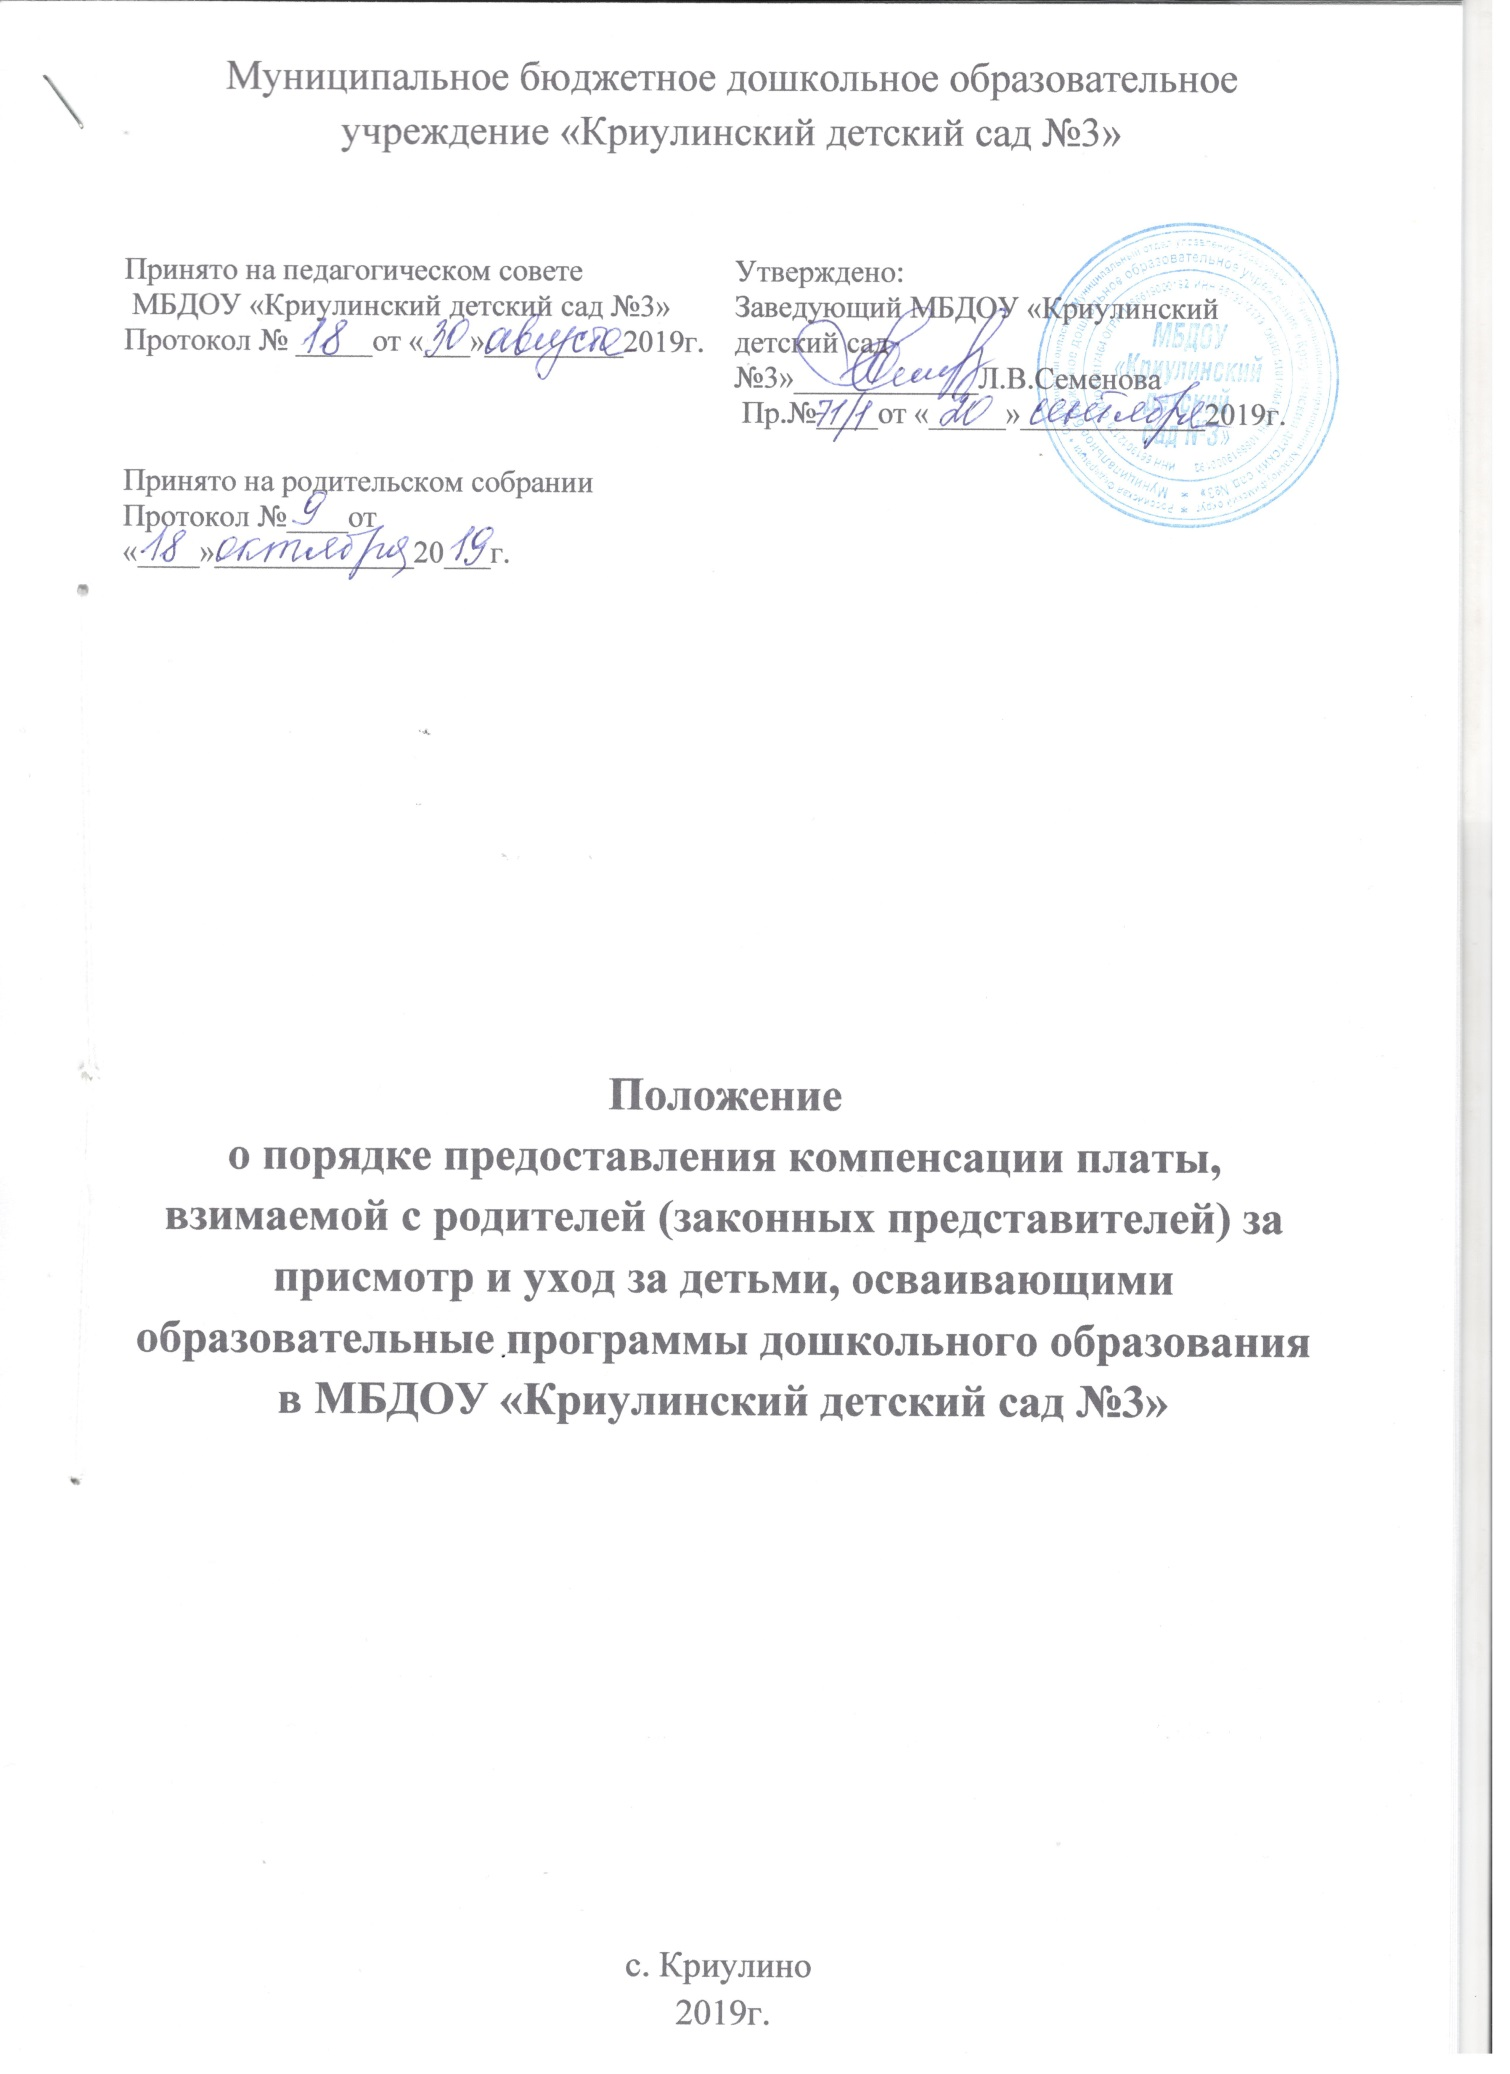 Муниципальное бюджетное дошкольное образовательное
учреждение «Криулинский детский сад №3»
Принято на педагогическом совете
МБДОУ «Криулинский детский сад №3»
Протокол № 18 от «30» августа 2019г.
Утверждено:
Заведующий МБДОУ «Криулинский
детский сад
№3»____________Л.В.Семенова
Пр.№71/1 от «20» сентября 2019г.
МБДОУ
«Криулинский
детский
сад №3»
Принято на родительском собрании
Протокол № 9 от
«18» октября 2019 г.
Положение
о порядке предоставления компенсации платы,
взимаемой с родителей (законных представителей) за
присмотр и уход за детьми, осваивающими
образовательные программы дошкольного образования
в МБДОУ «Криулинский детский сад №3»
с. Криулино
2019г.